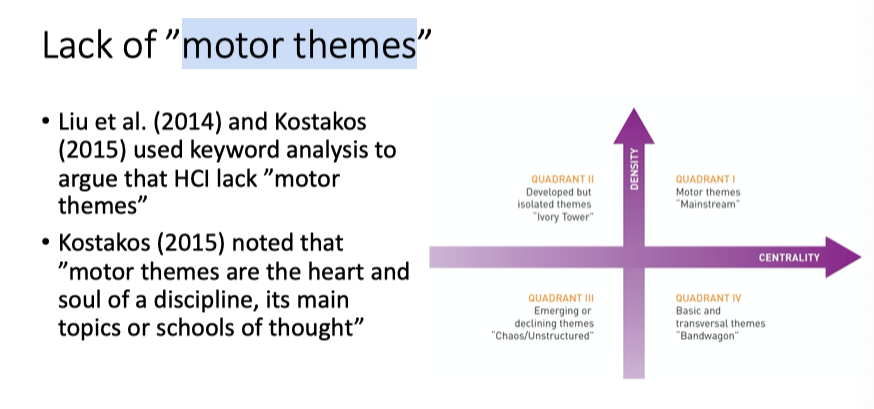 Lack of ”motor themes”
• Liu et al. (2014) and Kostakos
(2015) used keyword analysis to
argue that HCI lack ”motor
themes”
• Kostakos (2015) noted that
”motor themes are the heart and
soul of a discipline, its main
topics or schools of thought”
DENSITY
QUADRANT II
Developed but
isolated themes
"Ivory Tower"
QUADRANT I
Motor themes
"Mainstream"
CENTRALITY
QUADRANT III
Emerging or
declining themes
"Chaos/Unstructured"
QUADRANT IV
Basic and
transversal themes
"Bandwagon"